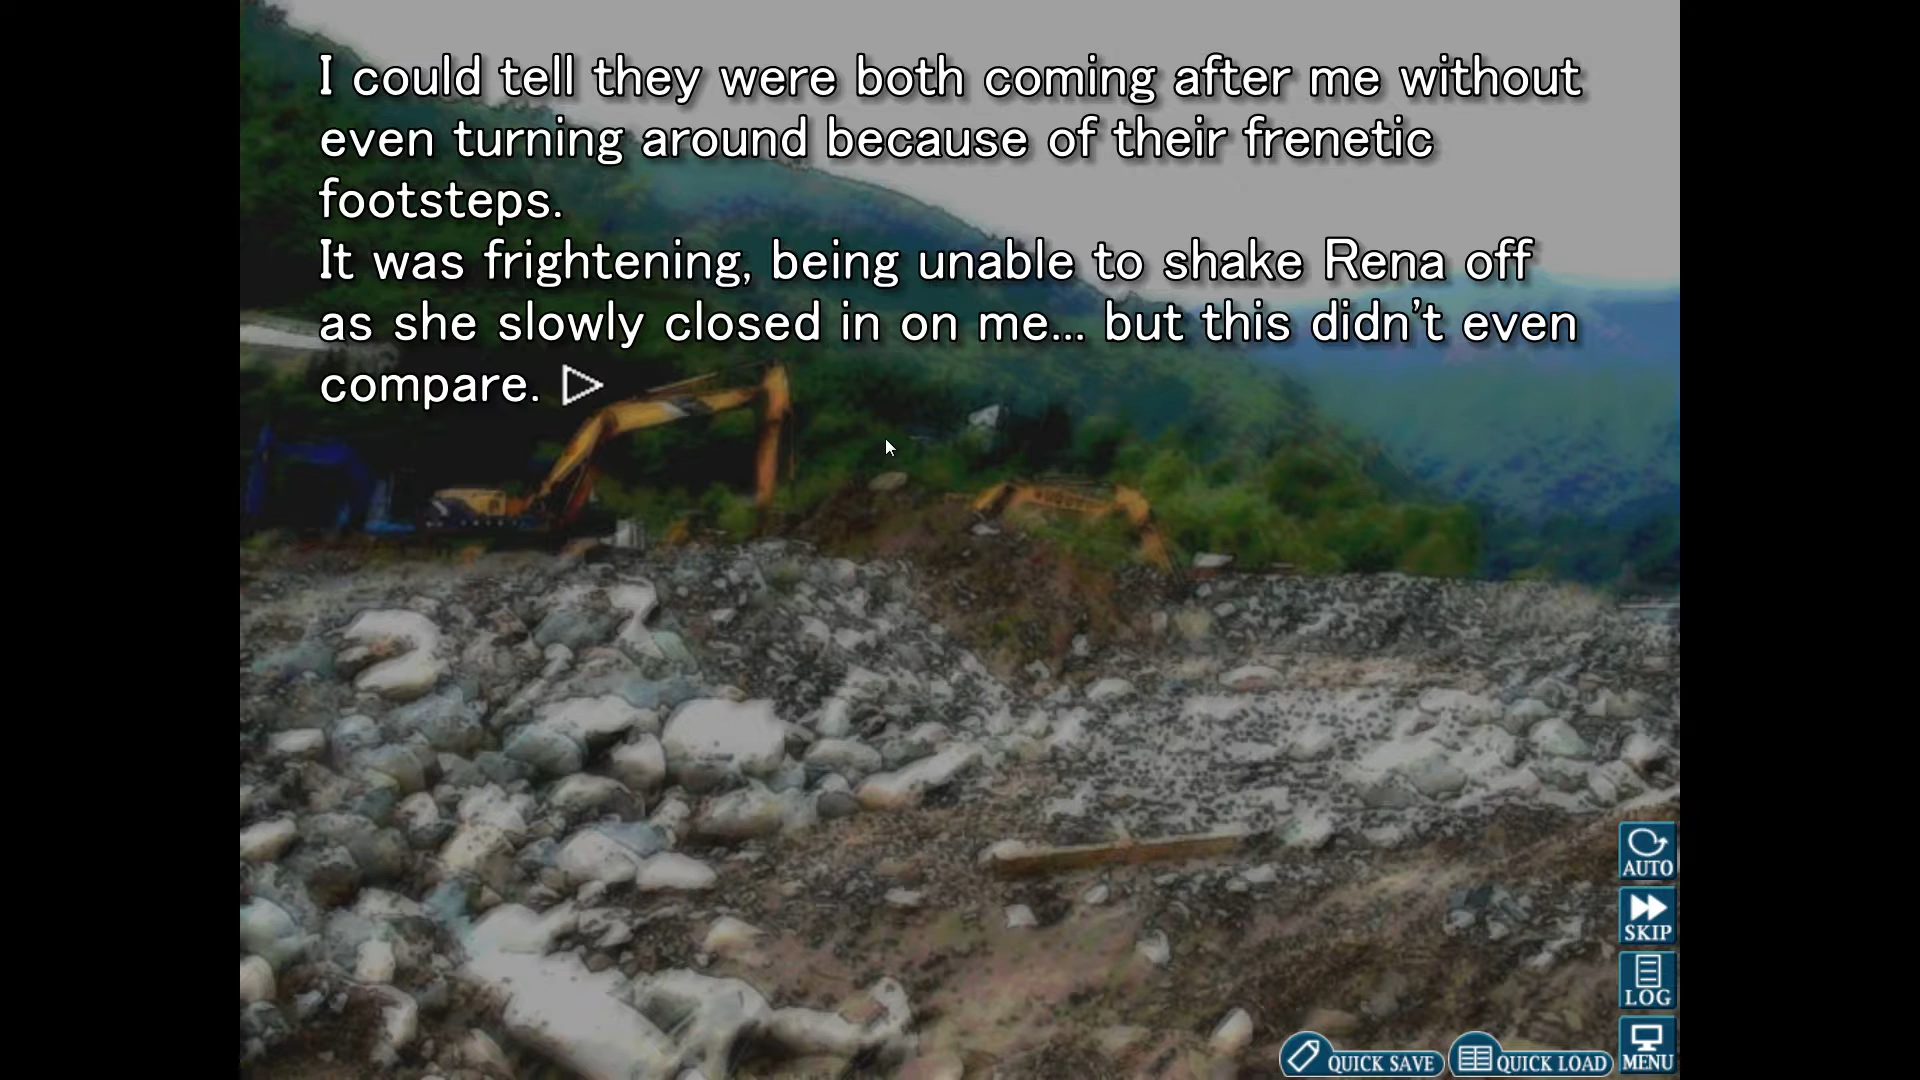 I could tell they were both coming after me without
even turning around because of their frenetic
footsteps.
It was frightening, being unable to shake Rena off
as she slowly closed in on me... but this didn't even
compare.
AUTO
SKIP
LOG
MENU
QUICK SAVE
QUICK LOAD